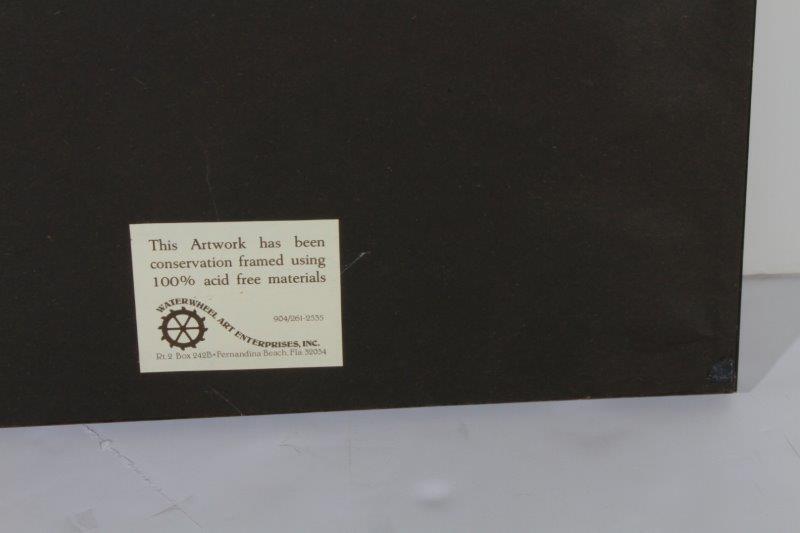 This Artwork has been
conservation framed using
100% acid free materials
WATERWHEEL ART ENTERPRISES, INC.
904/261-2535
Rt. 2 Box 242B • Fernandina Beach, Fla 32034